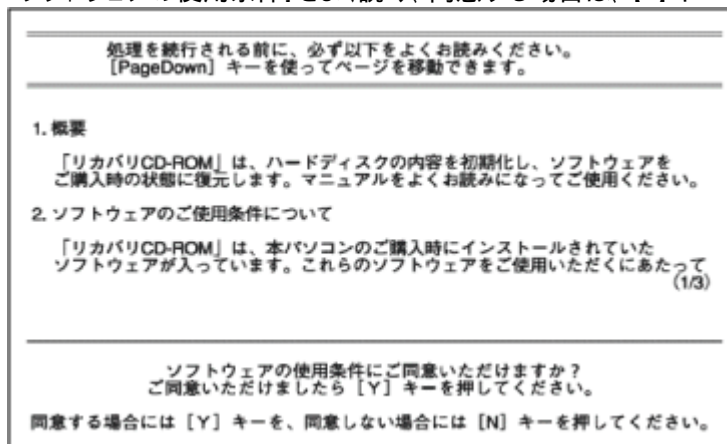 処理を続行される前に、必ず以下をよくお読みください。
［PageDown］キーを使ってページを移動できます。
1. 概要
「リカバリCD-ROM」は、ハードディスクの内容を初期化し、ソフトウェアを
ご購入時の状態に復元します。マニュアルをよくお読みになってご使用ください。
2. ソフトウェアのご使用条件について
「リカバリCD-ROM」は、本パソコンのご購入時にインストールされていた
ソフトウェアが入っています。これらのソフトウェアをご使用いただくにあたって
(1/3)
ソフトウェアの使用条件にご同意いただけますか？
ご同意いただけましたら［Y］キーを押してください。
同意する場合には［Y］キーを、同意しない場合には［N］キーを押してください。